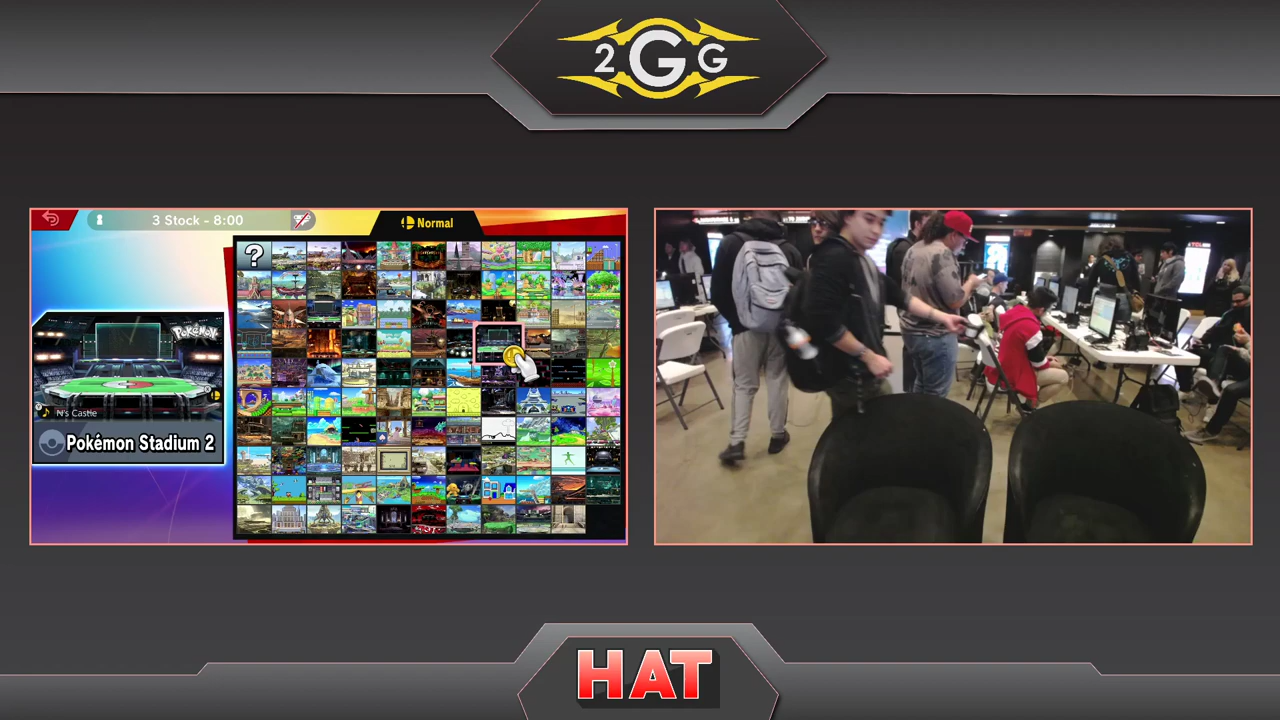 2GG
3 Stock - 8:00
Normal
?
POKéMON
N's Castle
Pokémon Stadium 2
HAT